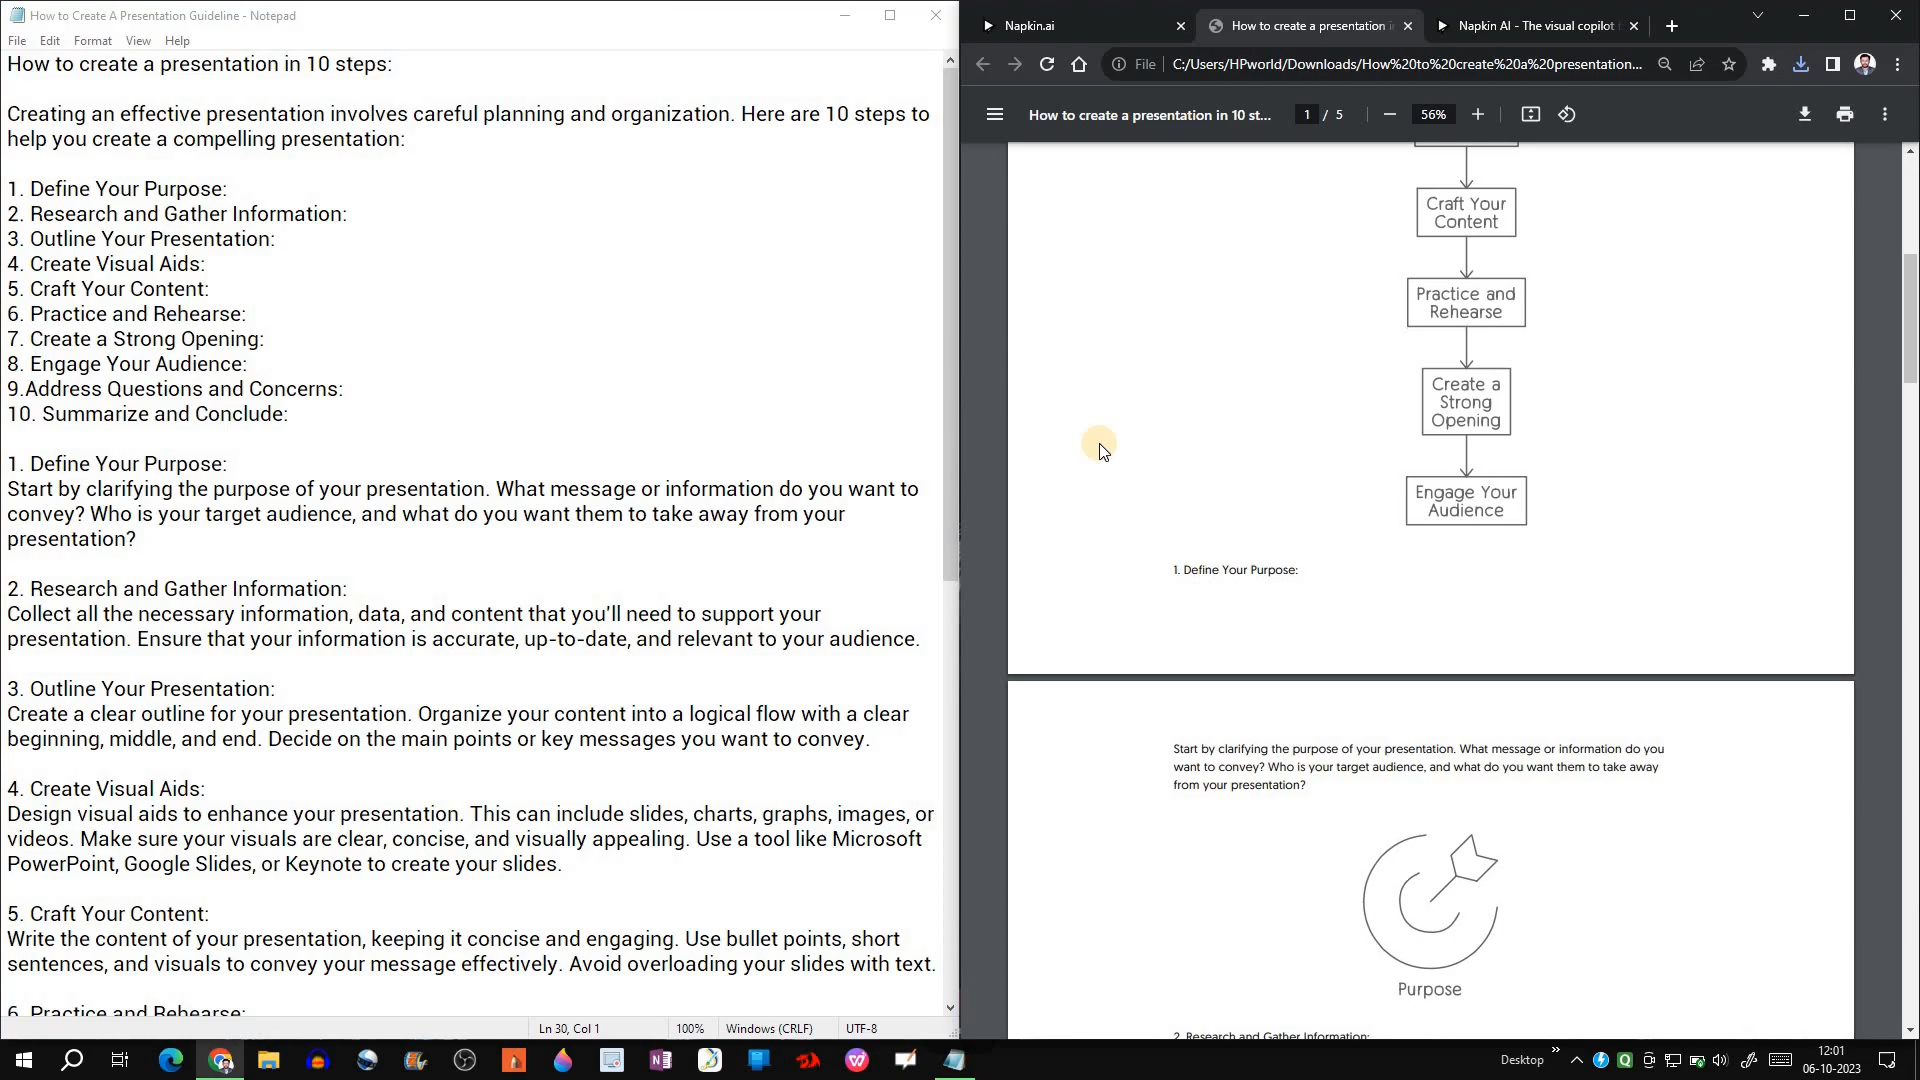 How to Create A Presentation Guideline - Notepad
File Edit Format View Help
How to create a presentation in 10 steps:
Creating an effective presentation involves careful planning and organization. Here are 10 steps to
help you create a compelling presentation:
1. Define Your Purpose:
2. Research and Gather Information:
3. Outline Your Presentation:
4. Create Visual Aids:
5. Craft Your Content:
6. Practice and Rehearse:
7. Create a Strong Opening:
8. Engage Your Audience:
9.Address Questions and Concerns:
10. Summarize and Conclude:
1. Define Your Purpose:
Start by clarifying the purpose of your presentation. What message or information do you want to
convey? Who is your target audience, and what do you want them to take away from your
presentation?
2. Research and Gather Information:
Collect all the necessary information, data, and content that you'll need to support your
presentation. Ensure that your information is accurate, up-to-date, and relevant to your audience.
3. Outline Your Presentation:
Create a clear outline for your presentation. Organize your content into a logical flow with a clear
beginning, middle, and end. Decide on the main points or key messages you want to convey.
4. Create Visual Aids:
Design visual aids to enhance your presentation. This can include slides, charts, graphs, images, or
videos. Make sure your visuals are clear, concise, and visually appealing. Use a tool like Microsoft
PowerPoint, Google Slides, or Keynote to create your slides.
5. Craft Your Content:
Write the content of your presentation, keeping it concise and engaging. Use bullet points, short
sentences, and visuals to convey your message effectively. Avoid overloading your slides with text.
6. Practice and Rehearse:
Ln 30, Col 1 100% Windows (CRLF) UTF-8
Napkin.ai
How to create a presentation i
Napkin AI - The visual copilot
File C:/Users/HPworld/Downloads/How%20to%20create%20a%20presentation...
How to create a presentation in 10 st... 1 / 5 56%
Craft Your
Content
Practice and
Rehearse
Create a
Strong
Opening
Engage Your
Audience
1. Define Your Purpose:
Start by clarifying the purpose of your presentation. What message or information do you
want to convey? Who is your target audience, and what do you want them to take away
from your presentation?
Purpose
2. Research and Gather Information:
Desktop
12:01
06-10-2023